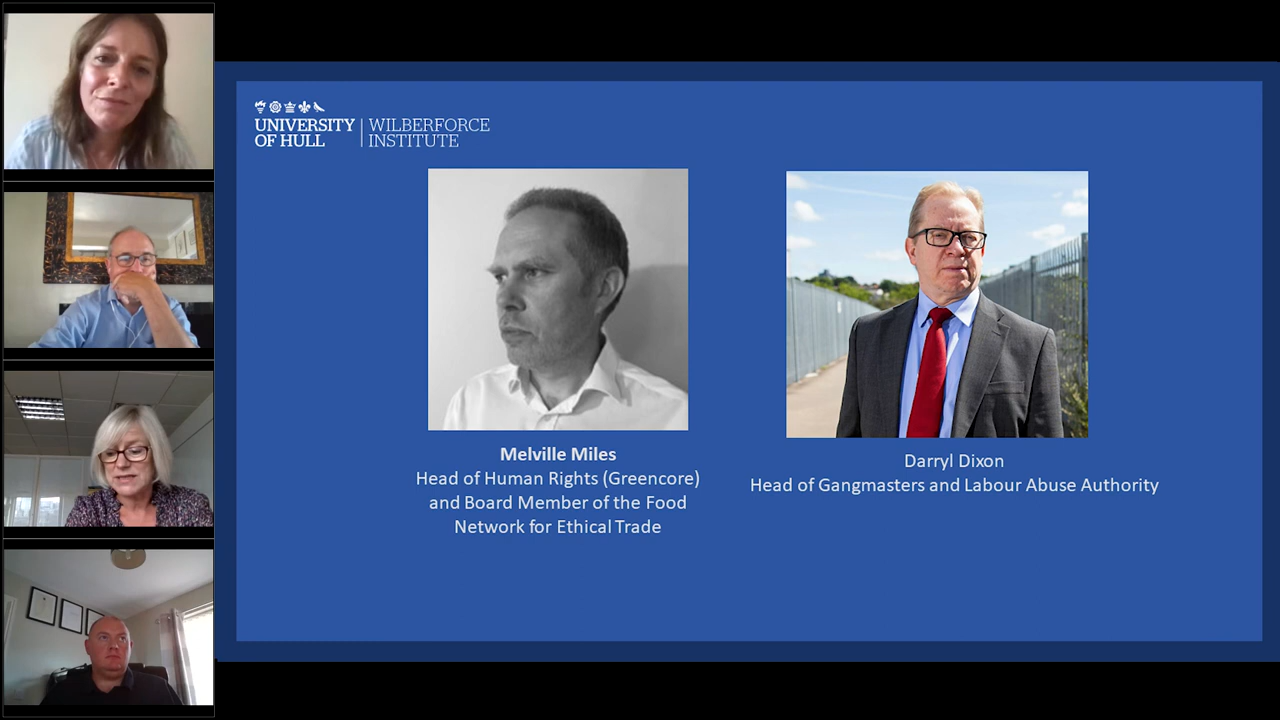 UNIVERSITY
OF HULL
WILBERFORCE
INSTITUTE
Melville Miles
Head of Human Rights (Greencore)
and Board Member of the Food
Network for Ethical Trade
Darryl Dixon
Head of Gangmasters and Labour Abuse Authority